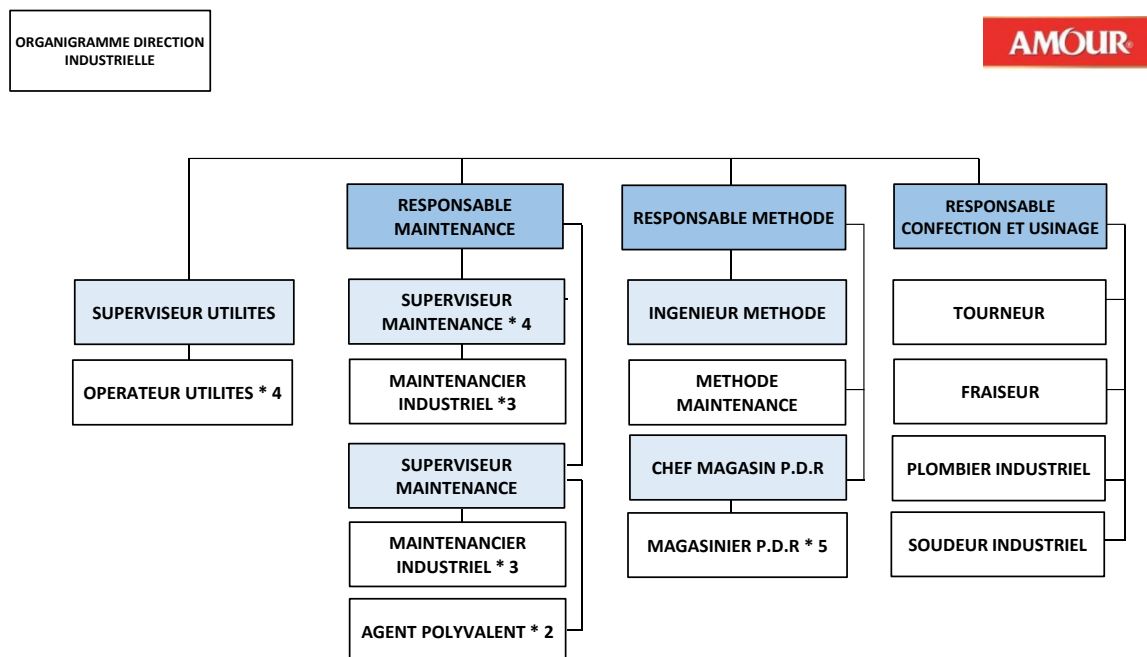 ORGANIGRAMME DIRECTION
INDUSTRIELLE
AMOUR®
RESPONSABLE
MAINTENANCE
RESPONSABLE METHODE
RESPONSABLE
CONFECTION ET USINAGE
SUPERVISEUR UTILITES
SUPERVISEUR
MAINTENANCE * 4
INGENIEUR METHODE
TOURNEUR
OPERATEUR UTILITES * 4
MAINTENANCIER
INDUSTRIEL *3
METHODE
MAINTENANCE
FRAISEUR
SUPERVISEUR
MAINTENANCE
CHEF MAGASIN P.D.R
PLOMBIER INDUSTRIEL
MAINTENANCIER
INDUSTRIEL * 3
MAGASINIER P.D.R * 5
SOUDEUR INDUSTRIEL
AGENT POLYVALENT * 2